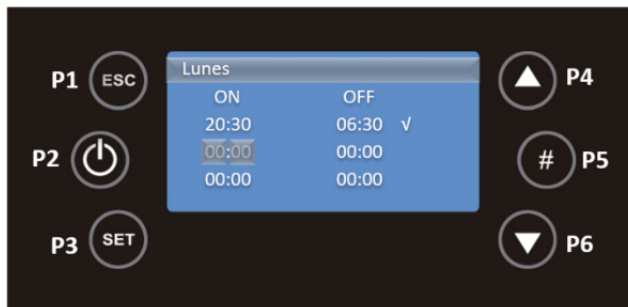 P1 ESC
P2
P3 SET
Lunes
ON OFF
20:30 06:30 √
00:00 00:00
00:00 00:00
P4
# P5
P6